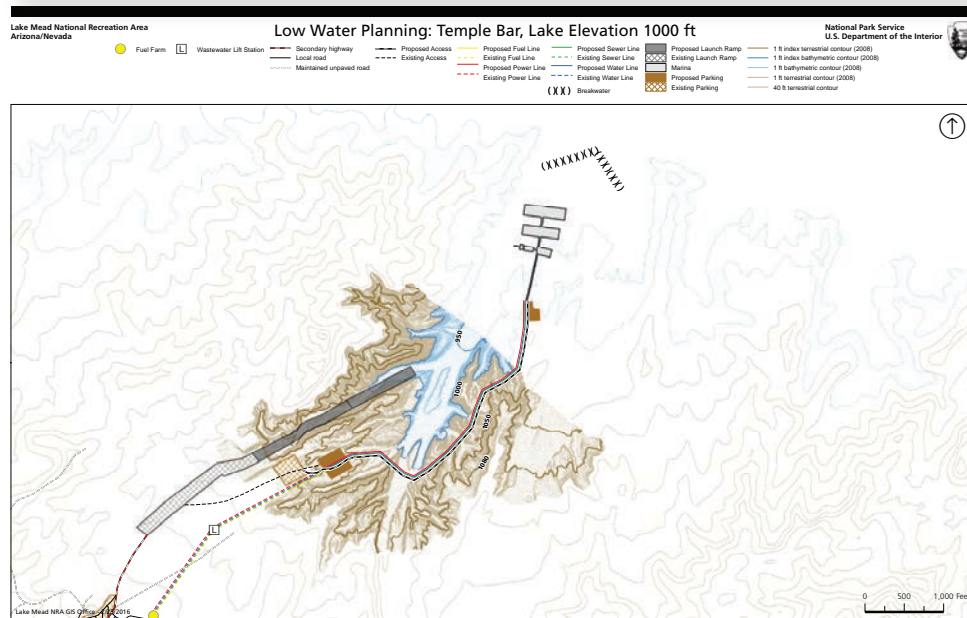 Lake Mead National Recreation Area
Arizona/Nevada
Low Water Planning: Temple Bar, Lake Elevation 1000 ft
National Park Service
U.S. Department of the Interior
Fuel Farm
L
Wastewater Lift Station
Secondary highway
Local road
Maintained unpaved road
Proposed Access
Existing Access
Proposed Fuel Line
Existing Fuel Line
Proposed Power Line
Existing Power Line
Proposed Sewer Line
Existing Sewer Line
Proposed Water Line
Existing Water Line
Breakwater
Proposed Launch Ramp
Existing Launch Ramp
Marina
Proposed Parking
Existing Parking
1 ft index terrestrial contour (2008)
1 ft index bathymetric contour (2008)
1 ft bathymetric contour (2008)
1 ft terrestrial contour (2008)
40 ft terrestrial contour
950
1000
1050
1080
L
Lake Mead NRA GIS Office
2016
0 500 1,000 Fee